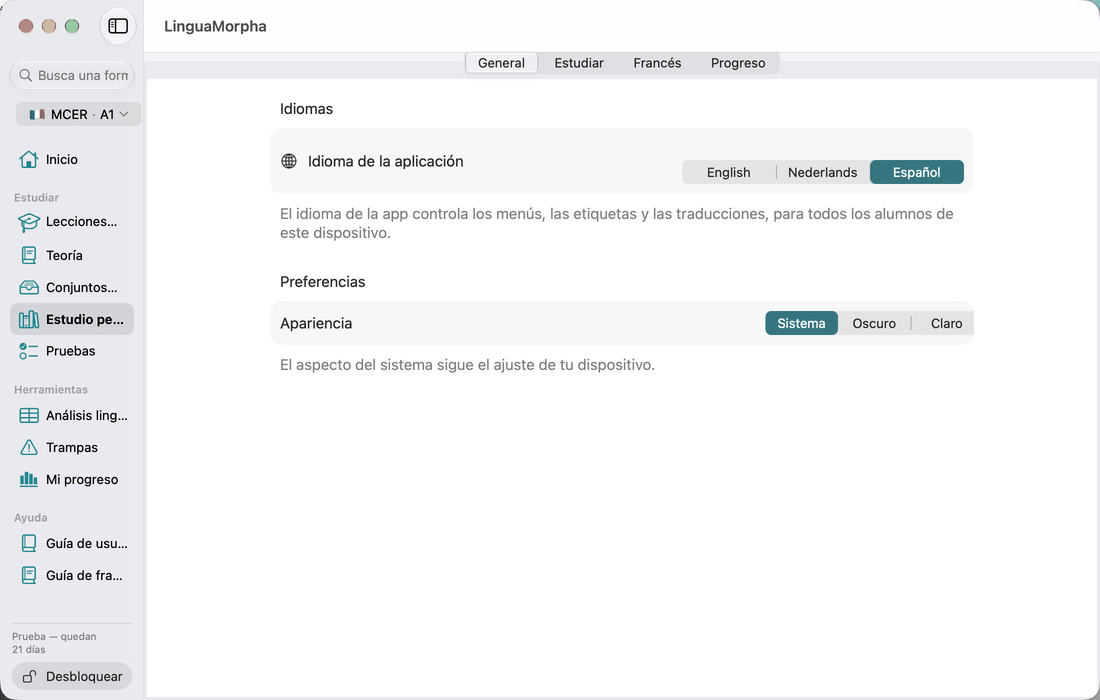 LinguaMorpha
Busca una forn
MCER · A1
Inicio
Estudiar
Lecciones...
Teoría
Conjuntos...
Estudio pe...
Pruebas
Herramientas
Análisis ling...
Trampas
Mi progreso
Ayuda
Guía de usu...
Guía de fra...
Prueba — quedan
21 días
Desbloquear
General Estudiar Francés Progreso
Idiomas
Idioma de la aplicación
English Nederlands Español
El idioma de la app controla los menús, las etiquetas y las traducciones, para todos los alumnos de
este dispositivo.
Preferencias
Apariencia
Sistema Oscuro Claro
El aspecto del sistema sigue el ajuste de tu dispositivo.